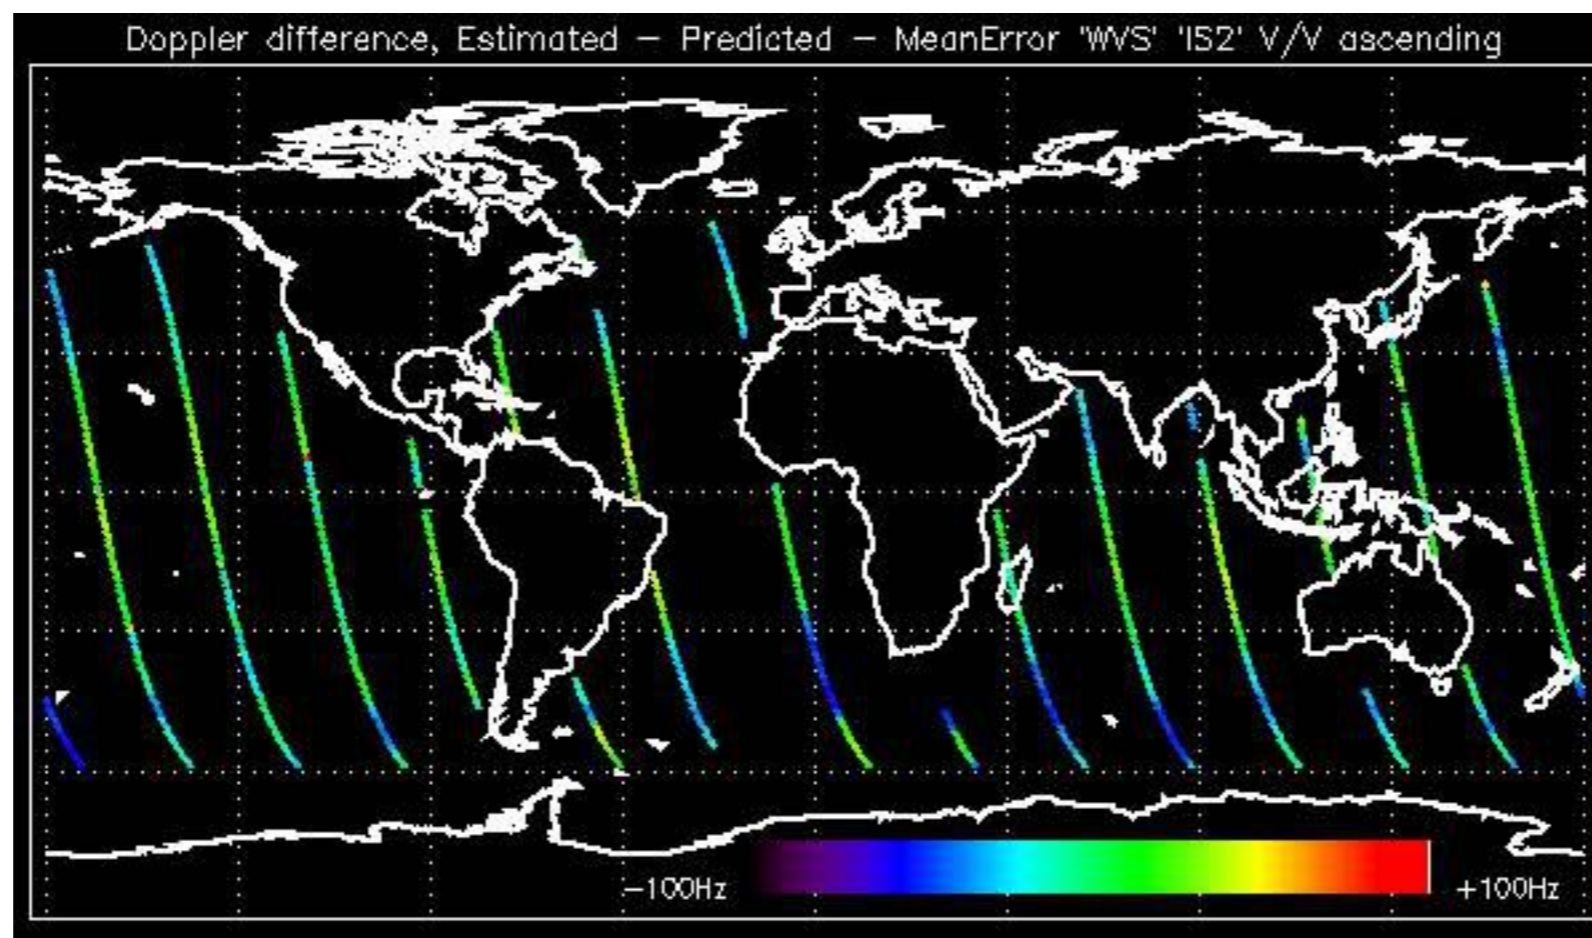 Doppler difference, Estimated – Predicted – MeanError 'WVS' 'IS2' V/V ascending
–100Hz
+100Hz